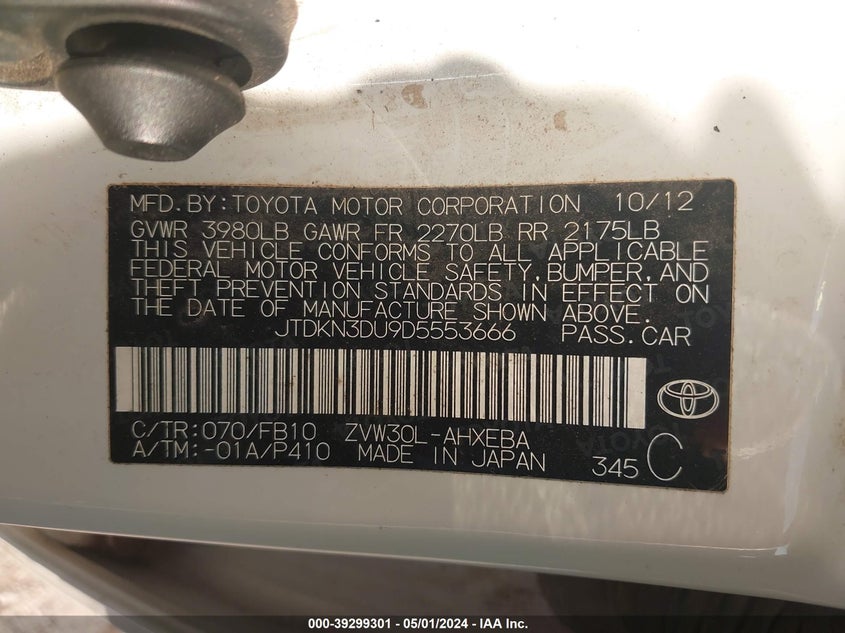 MFD.BY:TOYOTA MOTOR CORPORATION 10/12
GVWR 3980LB GAWR FR 2270LB RR 2175LB
THIS VEHICLE CONFORMS TO ALL APPLICABLE
FEDERAL MOTOR VEHICLE SAFETY,BUMPER,AND
THEFT PREVENTION STANDARDS IN EFFECT ON
THE DATE OF MANUFACTURE SHOWN ABOVE.
JTDKN3DU9D5553666 PASS.CAR
C/TR:070/FB10 ZVW30L-AHXEBA
A/TM:-01A/P410 MADE IN JAPAN 345 C
000-39299301 - 05/01/2024 - IAA Inc.